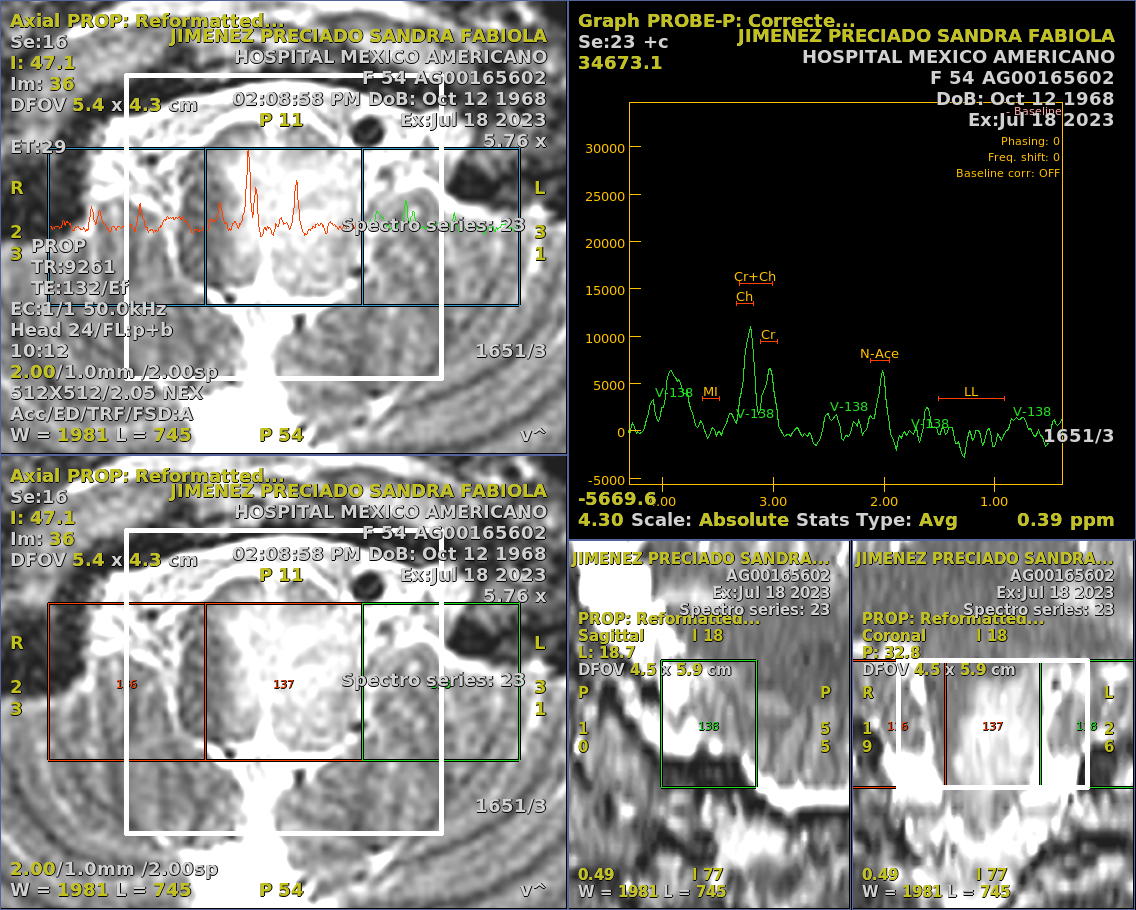 Axial PROP: Reformatted...
JIMENEZ PRECIADO SANDRA FABIOLA
Se:16
HOSPITAL MEXICO AMERICANO
I: 47.1
F 54 AG00165602
Im: 36
DFOV 5.4 x 4.3 cm
02:08:58 PM DoB: Oct 12 1968
P 11
Ex:Jul 18 2023
5.76 x
ET:29
R
L
2
3
3
1
Spectro series: 23
PROP
TR:9261
TE:132/Ef
EC:1/1 50.0kHz
Head 24/FL:p+b
10:12
1651/3
2.00/1.0mm /2.00sp
512X512/2.05 NEX
Acc/ED/TRF/FSD:A
W = 1981 L = 745
P 54
v^
Graph PROBE-P: Correcte...
JIMENEZ PRECIADO SANDRA FABIOLA
Se:23 +c
HOSPITAL MEXICO AMERICANO
34673.1
F 54 AG00165602
DoB: Oct 12 1968
Baseline
Ex:Jul 18 2023
Phasing: 0
Freq. shift: 0
Baseline corr: OFF
30000
25000
20000
15000
10000
5000
0
-5000
Cr+Ch
Ch
Cr
N-Ace
MI
LL
V-138
V-138
V-138
V-138
V-138
1651/3
-5669.6
3.00
2.00
1.00
4.30 Scale: Absolute Stats Type: Avg
0.39 ppm
Axial PROP: Reformatted...
JIMENEZ PRECIADO SANDRA FABIOLA
Se:16
HOSPITAL MEXICO AMERICANO
I: 47.1
F 54 AG00165602
Im: 36
DFOV 5.4 x 4.3 cm
02:08:58 PM DoB: Oct 12 1968
P 11
Ex:Jul 18 2023
5.76 x
R
L
2
3
3
1
136
137
Spectro series: 23
1651/3
2.00/1.0mm /2.00sp
W = 1981 L = 745
P 54
v^
JIMENEZ PRECIADO SANDRA...
AG00165602
Ex:Jul 18 2023
Spectro series: 23
PROP: Reformatted...
Sagittal
I 18
L: 18.7
DFOV 4.5 x 5.9 cm
P
P
1
0
5
5
138
0.49
I 77
W = 1981 L = 745
JIMENEZ PRECIADO SANDRA...
AG00165602
Ex:Jul 18 2023
Spectro series: 23
PROP: Reformatted...
Coronal
I 18
P: 32.8
DFOV 4.5 x 5.9 cm
R
L
1
9
2
6
136
137
138
0.49
I 77
W = 1981 L = 745